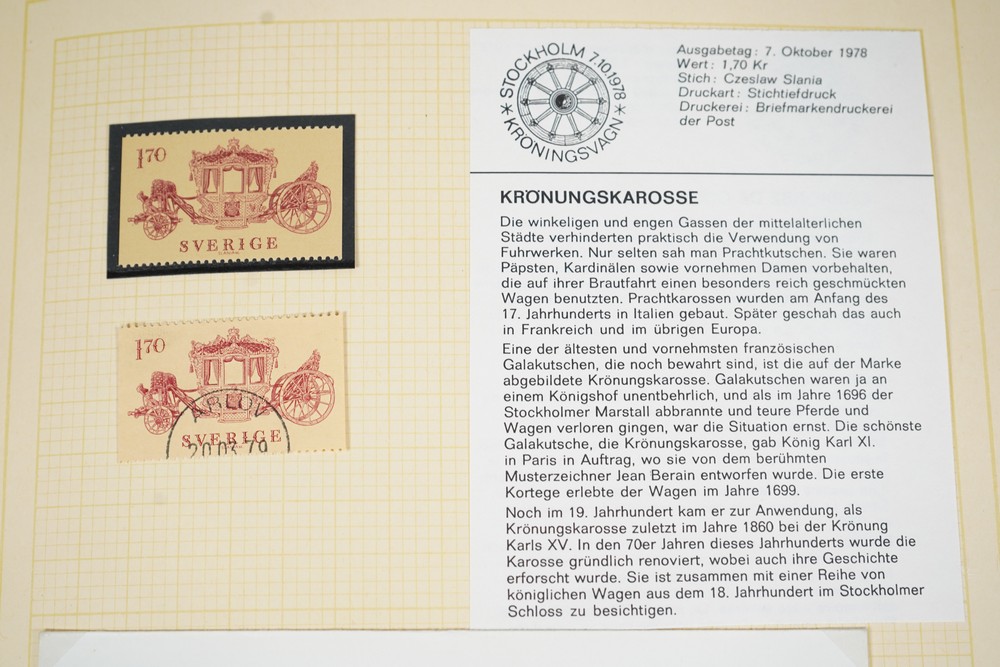 1.70
SVERIGE
1.70
ARLÖV
SVERIGE
20 03 79
STOCKHOLM 7.10.1978
* KRÖNINGSVAGN *
Ausgabetag: 7. Oktober 1978
Wert: 1,70 Kr
Stich: Czeslaw Slania
Druckart: Stichtiefdruck
Druckerei: Briefmarkendruckerei
der Post
KRÖNUNGSKAROSSE
Die winkeligen und engen Gassen der mittelalterlichen
Städte verhinderten praktisch die Verwendung von
Fuhrwerken. Nur selten sah man Prachtkutschen. Sie waren
Päpsten, Kardinälen sowie vornehmen Damen vorbehalten,
die auf ihrer Brautfahrt einen besonders reich geschmückten
Wagen benutzten. Prachtkarossen wurden am Anfang des
17. Jahrhunderts in Italien gebaut. Später geschah das auch
in Frankreich und im übrigen Europa.
Eine der ältesten und vornehmsten französischen
Galakutschen, die noch bewahrt sind, ist die auf der Marke
abgebildete Krönungskarosse. Galakutschen waren ja an
einem Königshof unentbehrlich, und als im Jahre 1696 der
Stockholmer Marstall abbrannte und teure Pferde und
Wagen verloren gingen, war die Situation ernst. Die schönste
Galakutsche, die Krönungskarosse, gab König Karl XI.
in Paris in Auftrag, wo sie von dem berühmten
Musterzeichner Jean Berain entworfen wurde. Die erste
Kortege erlebte der Wagen im Jahre 1699.
Noch im 19. Jahrhundert kam er zur Anwendung, als
Krönungskarosse zuletzt im Jahre 1860 bei der Krönung
Karls XV. In den 70er Jahren dieses Jahrhunderts wurde die
Karosse gründlich renoviert, wobei auch ihre Geschichte
erforscht wurde. Sie ist zusammen mit einer Reihe von
königlichen Wagen aus dem 18. Jahrhundert im Stockholmer
Schloss zu besichtigen.